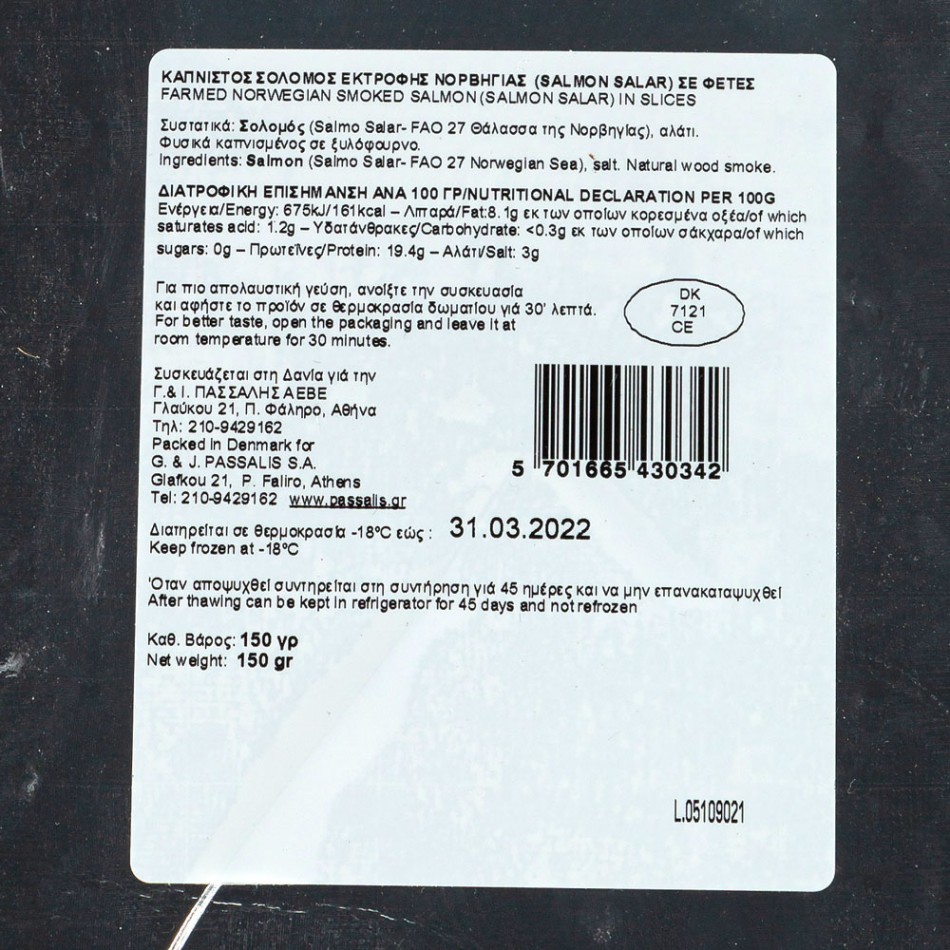 ΚΑΠΝΙΣΤΟΣ ΣΟΛΟΜΟΣ ΕΚΤΡΟΦΗΣ ΝΟΡΒΗΓΙΑΣ (SALMON SALAR) ΣΕ ΦΕΤΕΣ
FARMED NORWEGIAN SMOKED SALMON (SALMON SALAR) IN SLICES
Συστατικά: Σολομός (Salmo Salar- FAO 27 Θάλασσα της Νορβηγίας), αλάτι.
Φυσικά καπνισμένος σε ξυλόφουρνο.
Ingredients: Salmon (Salmo Salar- FAO 27 Norwegian Sea), salt. Natural wood smoke.
ΔΙΑΤΡΟΦΙΚΗ ΕΠΙΣΗΜΑΝΣΗ ΑΝΑ 100 ΓΡ/NUTRITIONAL DECLARATION PER 100G
Ενέργεια/Energy: 675kJ/161kcal – Λιπαρά/Fat:8.1g εκ των οποίων κορεσμένα οξέα/of which
saturates acid: 1.2g – Υδατάνθρακες/Carbohydrate: <0.3g εκ των οποίων σάκχαρα/of which
sugars: 0g – Πρωτεΐνες/Protein: 19.4g – Αλάτι/Salt: 3g
Για πιο απολαυστική γεύση, ανοίξτε την συσκευασία
και αφήστε το προϊόν σε θερμοκρασία δωματίου γιά 30' λεπτά.
For better taste, open the packaging and leave it at
room temperature for 30 minutes.
DK
7121
CE
Συσκευάζεται στη Δανία γιά την
Γ.& Ι. ΠΑΣΣΑΛΗΣ ΑΕΒΕ
Γλαύκου 21, Π. Φάληρο, Αθήνα
Τηλ: 210-9429162
Packed in Denmark for
G. & J. PASSALIS S.A.
Glafkou 21, P. Faliro, Athens
Tel: 210-9429162 www.passalis.gr
5 701665 430342
Διατηρείται σε θερμοκρασία -18°C εώς : 31.03.2022
Keep frozen at -18°C
'Οταν αποψυχθεί συντηρείται στη συντήρηση γιά 45 ημέρες και να μην επανακαταψυχθεί
After thawing can be kept in refrigerator for 45 days and not refrozen
Καθ. Βάρος: 150 γρ
Net weight: 150 gr
L.05109021